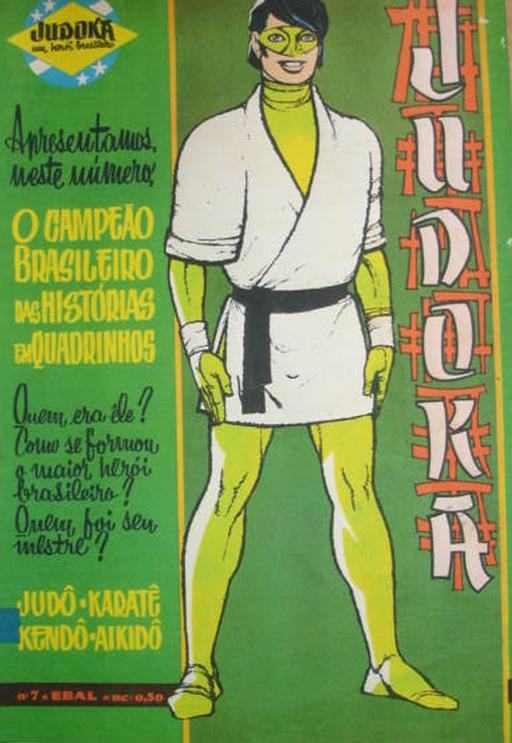 JUDOKA
um herói brasileiro
Apresentamos,
neste número,
O CAMPEÃO
BRASILEIRO
DAS HISTÓRIAS
EM QUADRINHOS
Quem era êle?
Como se formou
o maior herói
brasileiro?
Quem foi seu
mestre?
JUDÔ • KARATÊ
KENDÔ • AIKIDÔ
nº 7 • EBAL • NCr$ 0,50
JUDOKA